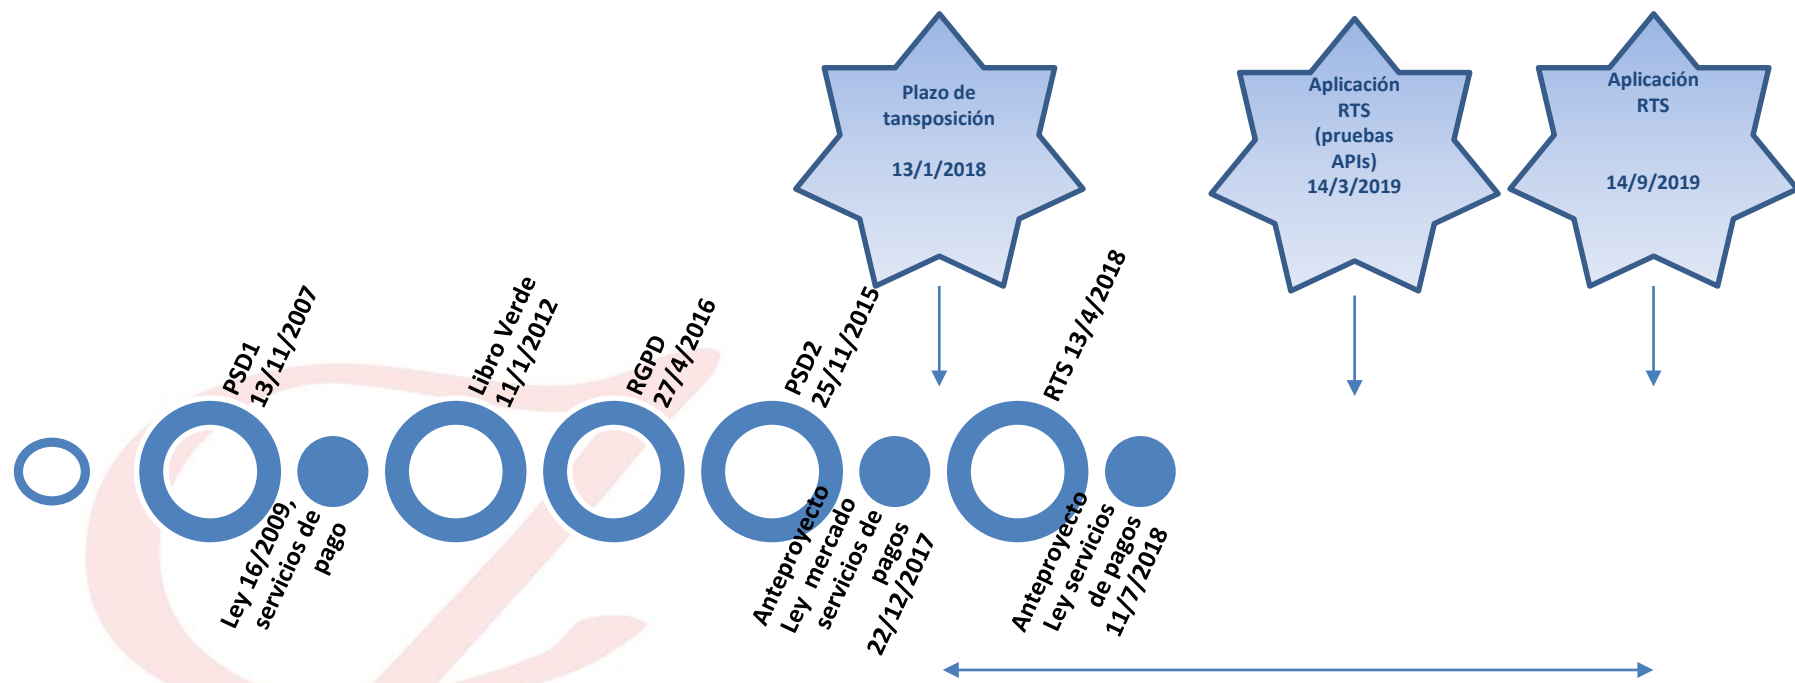 Plazo de
tansposición
13/1/2018
Aplicación
RTS
(pruebas
APIs)
14/3/2019
Aplicación
RTS
14/9/2019
PSD1
13/11/2007
Ley 16/2009,
servicios de
pago
Libro Verde
11/1/2012
RGPD
27/4/2016
PSD2
25/11/2015
Anteproyecto
Ley mercado
servicios de
pagos
22/12/2017
RTS 13/4/2018
Anteproyecto
Ley servicios
de pagos
11/7/2018